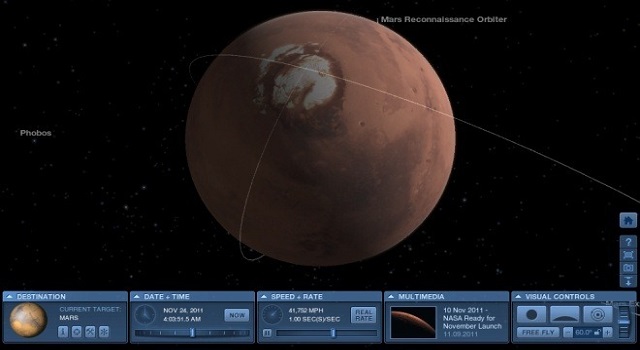 Mars Reconnaissance Orbiter
Phobos
?
DESTINATION
CURRENT TARGET:
MARS
DATE + TIME
NOV 24, 2011
4:03:51.5 AM
NOW
SPEED + RATE
41,752 MPH
1.00 SEC(S)/SEC
REAL
RATE
MULTIMEDIA
10 Nov 2011 -
NASA Ready for
November Launch
11.09.2011
VISUAL CONTROLS
FREE FLY
60.0°